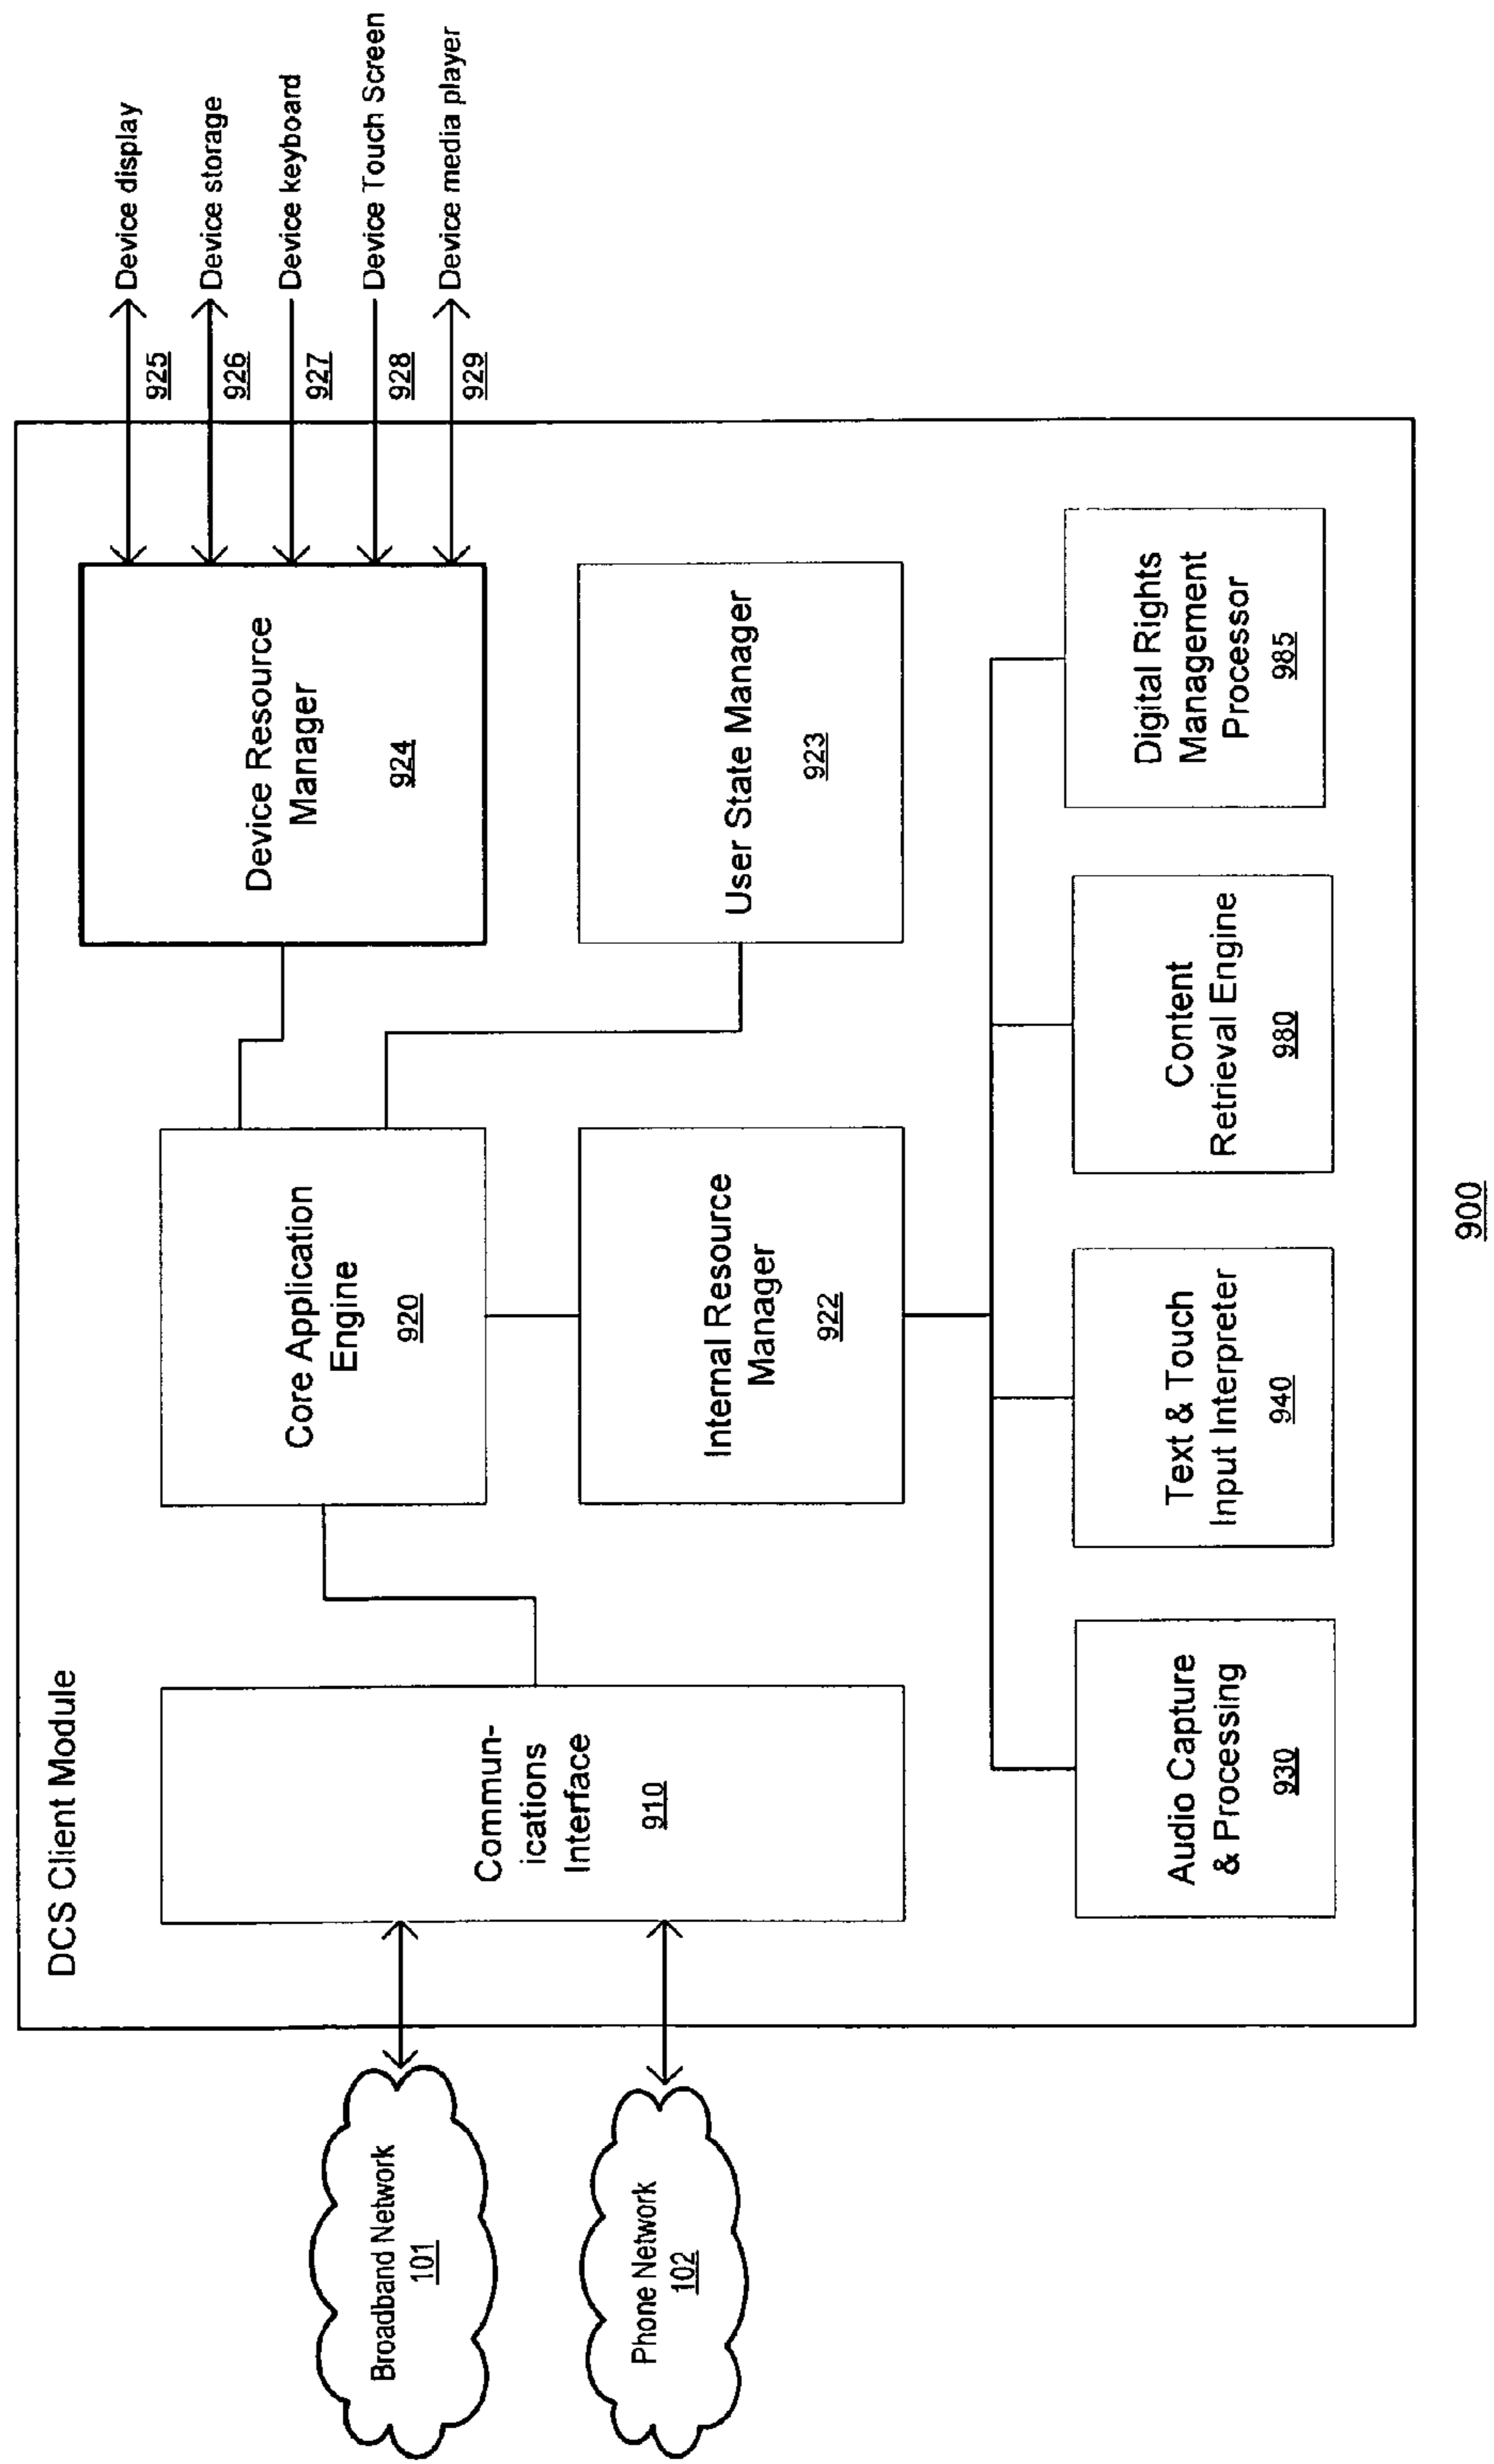 DCS Client Module
Broadband Network
101
Phone Network
102
Commun-
ications
Interface
910
Core Application
Engine
920
Device Resource
Manager
924
Device display
925
Device storage
926
Device keyboard
927
Device Touch Screen
928
Device media player
929
Internal Resource
Manager
922
User State Manager
923
Audio Capture
& Processing
930
Text & Touch
Input Interpreter
940
Content
Retrieval Engine
980
Digital Rights
Management
Processor
985
900